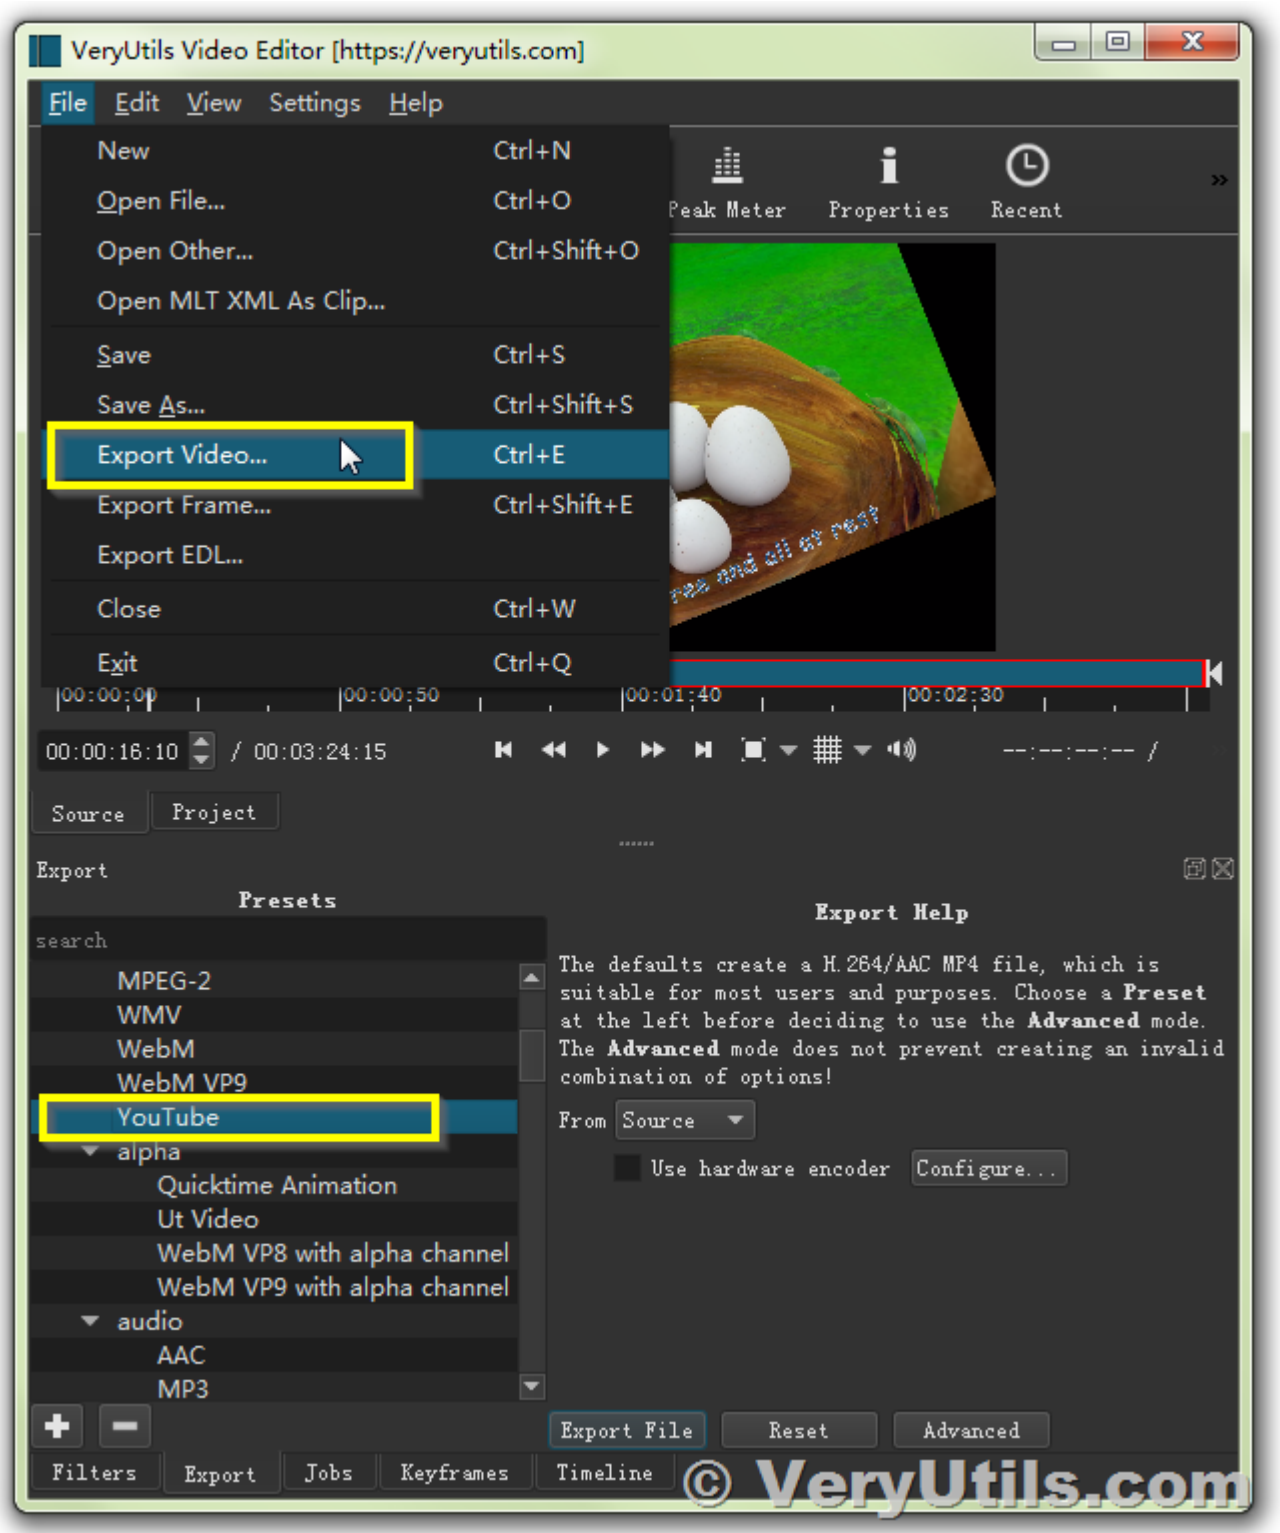 VeryUtils Video Editor [https://veryutils.com]
File Edit View Settings Help
New Ctrl+N
Open File... Ctrl+O
Open Other... Ctrl+Shift+O
Open MLT XML As Clip...
Save Ctrl+S
Save As... Ctrl+Shift+S
Export Video... Ctrl+E
Export Frame... Ctrl+Shift+E
Export EDL...
Close Ctrl+W
Exit Ctrl+Q
Peak Meter Properties Recent
and all at rest
00:00:00 00:00:50 00:01:40 00:02:30
00:00:16:10 / 00:03:24:15 --:--:--:-- /
Source Project
Export
Presets
search
MPEG-2
WMV
WebM
WebM VP9
YouTube
alpha
Quicktime Animation
Ut Video
WebM VP8 with alpha channel
WebM VP9 with alpha channel
audio
AAC
MP3
Export Help
The defaults create a H.264/AAC MP4 file, which is
suitable for most users and purposes. Choose a Preset
at the left before deciding to use the Advanced mode.
The Advanced mode does not prevent creating an invalid
combination of options!
From Source
Use hardware encoder Configure...
Export File Reset Advanced
Filters Export Jobs Keyframes Timeline
© VeryUtils.com